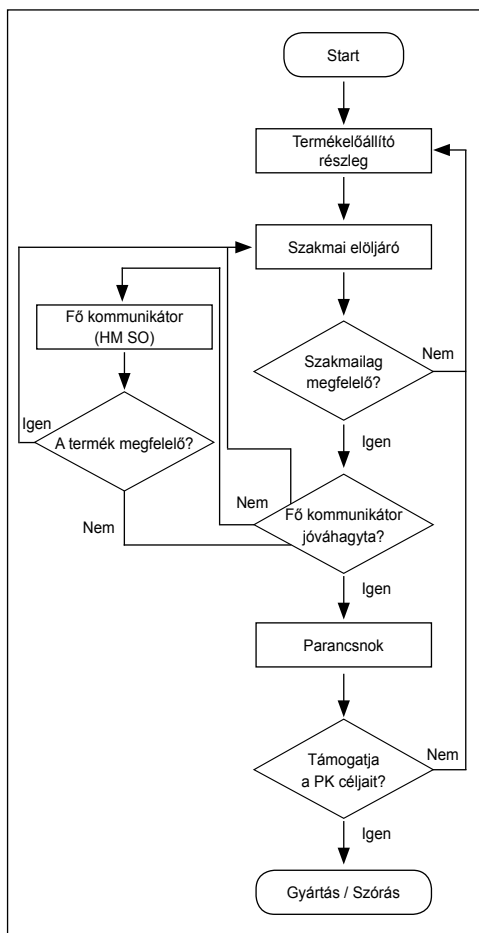 Start
Termékelőállító
részleg
Szakmai elöljáró
Fő kommunikátor
(HM SO)
Szakmailag
megfelelő?
Nem
Igen
A termék megfelelő?
Igen
Nem
Nem
Fő kommunikátor
jóváhagyta?
Igen
Parancsnok
Támogatja
a PK céljait?
Nem
Igen
Gyártás / Szórás